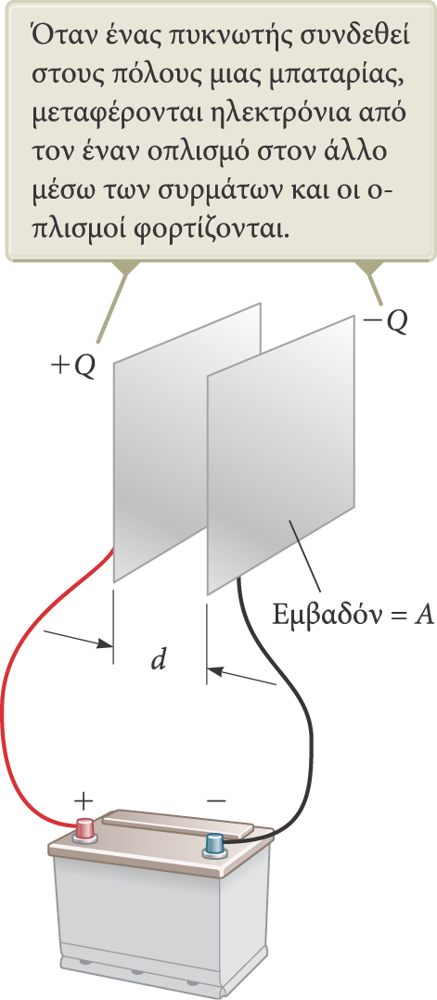 Όταν ένας πυκνωτής συνδεθεί
στους πόλους μιας μπαταρίας,
μεταφέρονται ηλεκτρόνια από
τον έναν οπλισμό στον άλλο
μέσω των συρμάτων και οι ο-
πλισμοί φορτίζονται.
−Q
+Q
Εμβαδόν = A
d
+ −